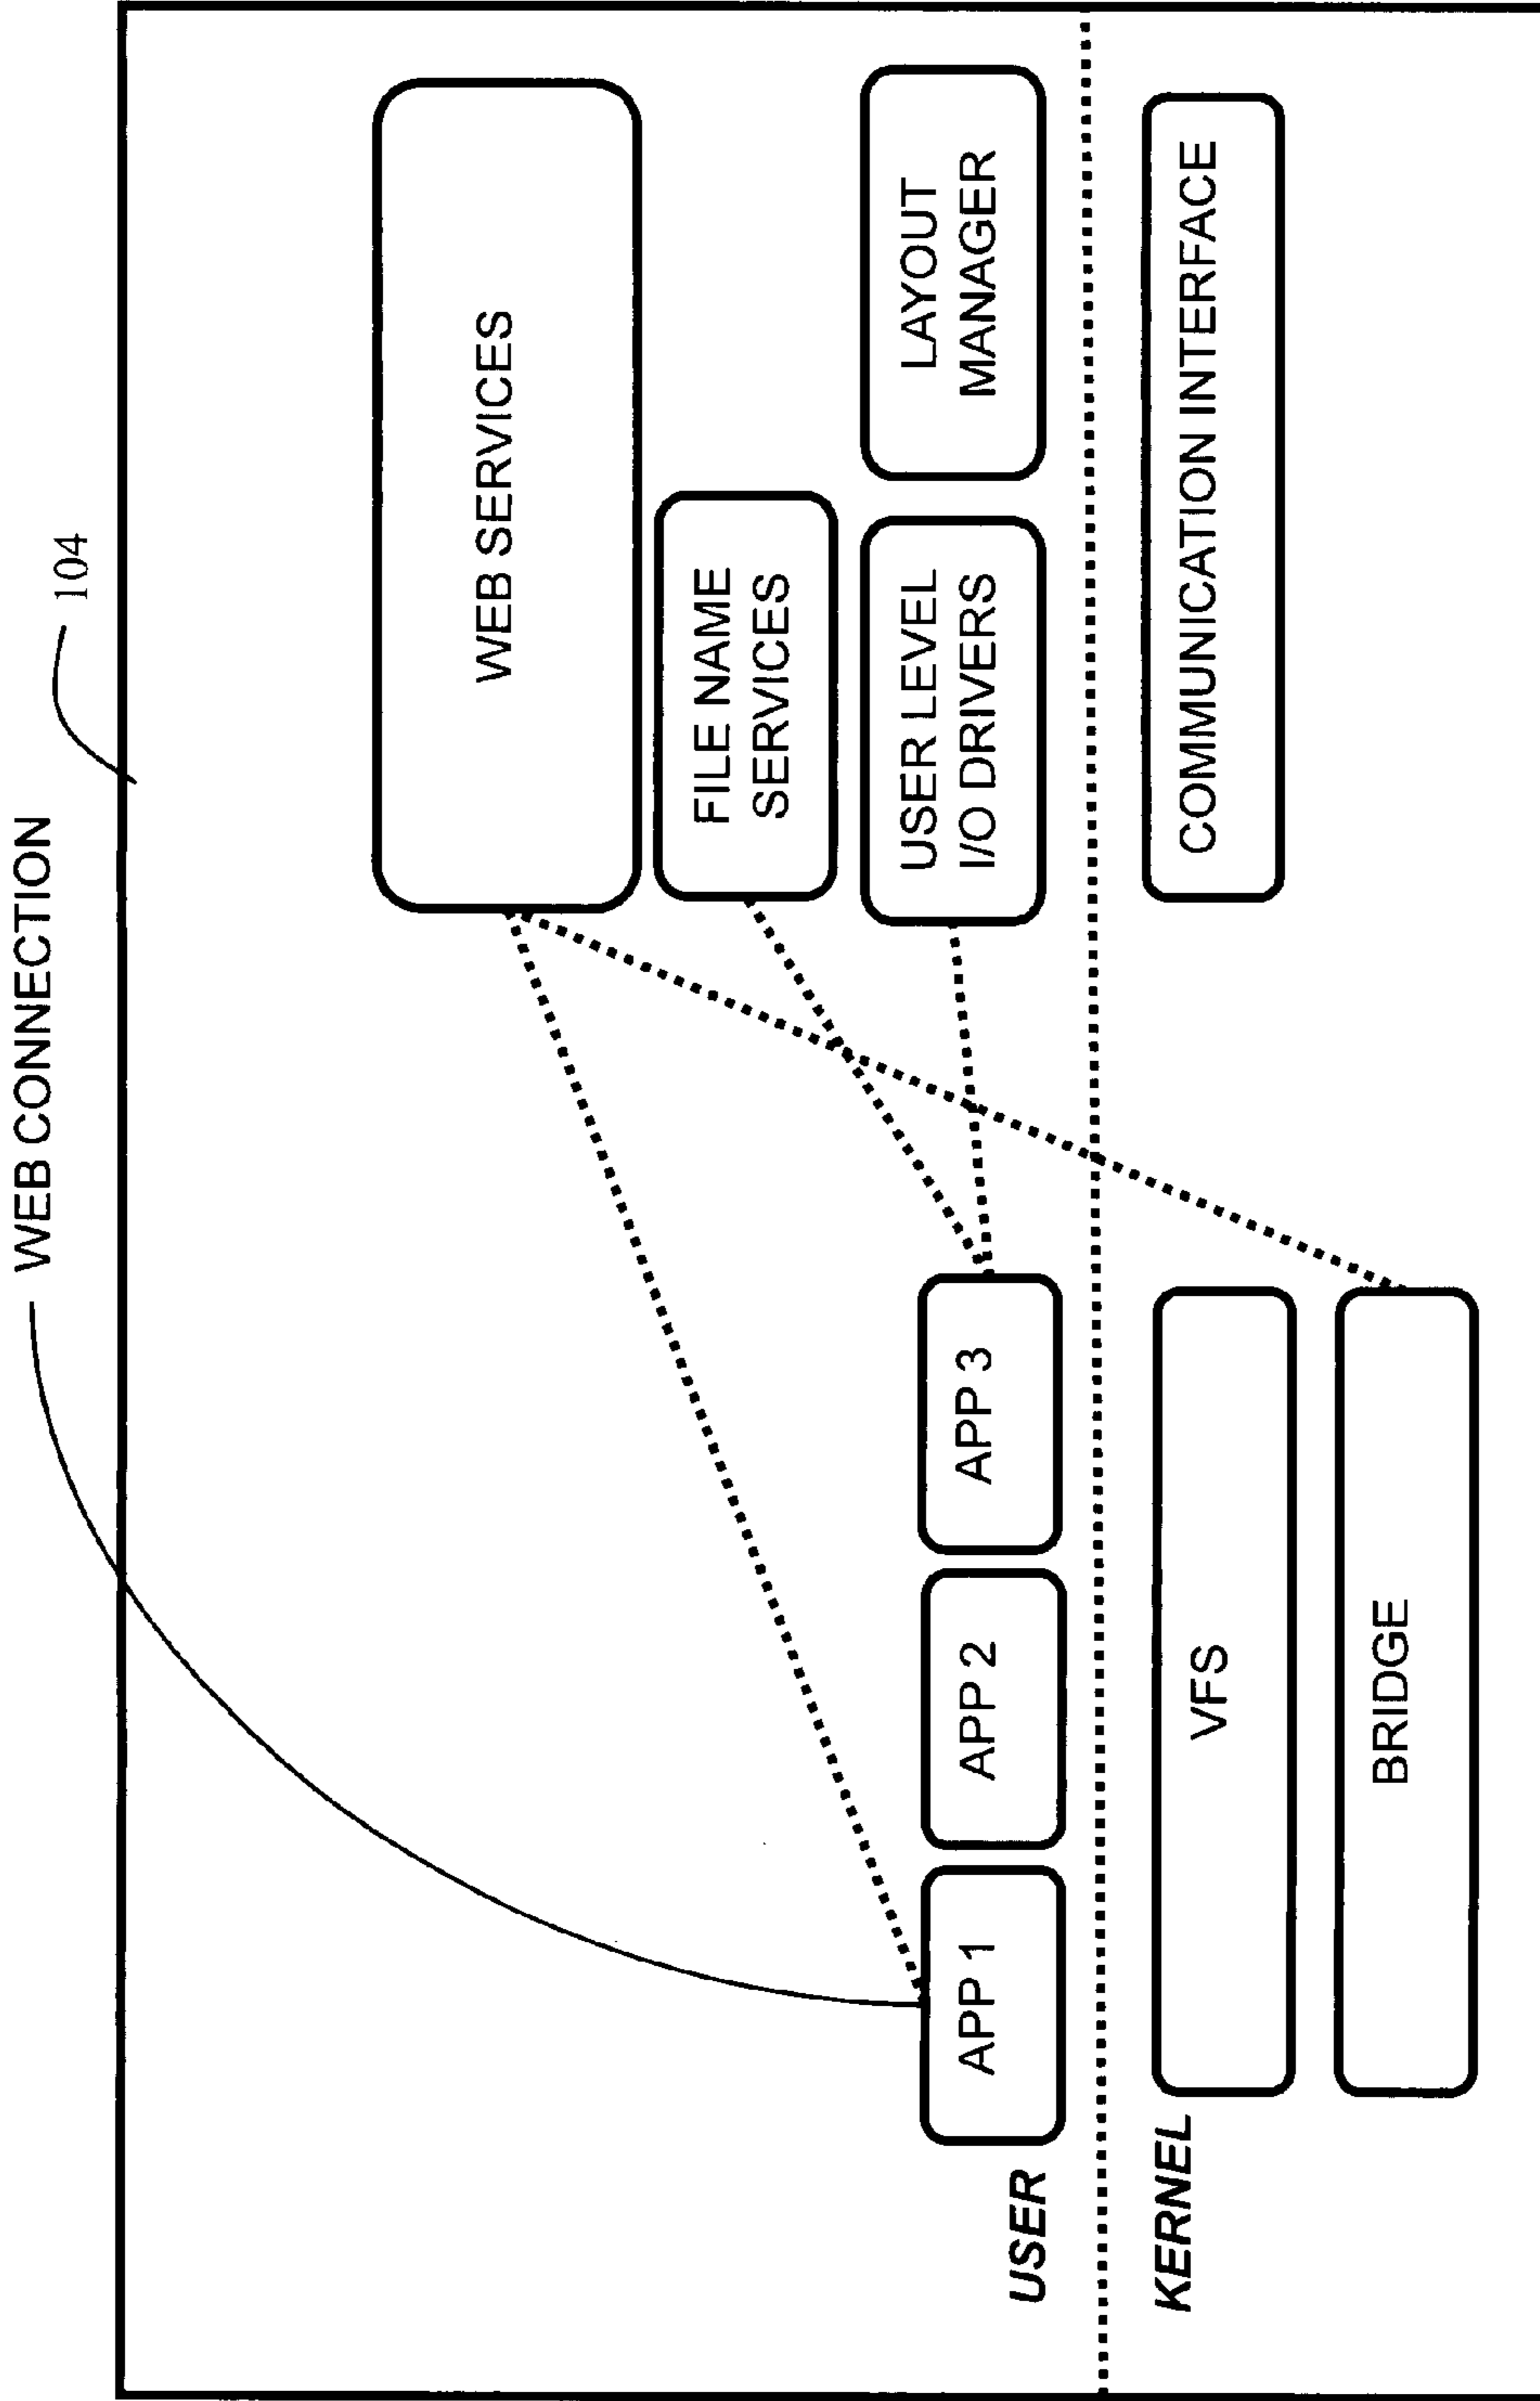 WEB CONNECTION
104
WEB SERVICES
FILE NAME
SERVICES
USER LEVEL
I/O DRIVERS
LAYOUT
MANAGER
APP 1
APP 2
APP 3
USER
KERNEL
VFS
COMMUNICATION INTERFACE
BRIDGE